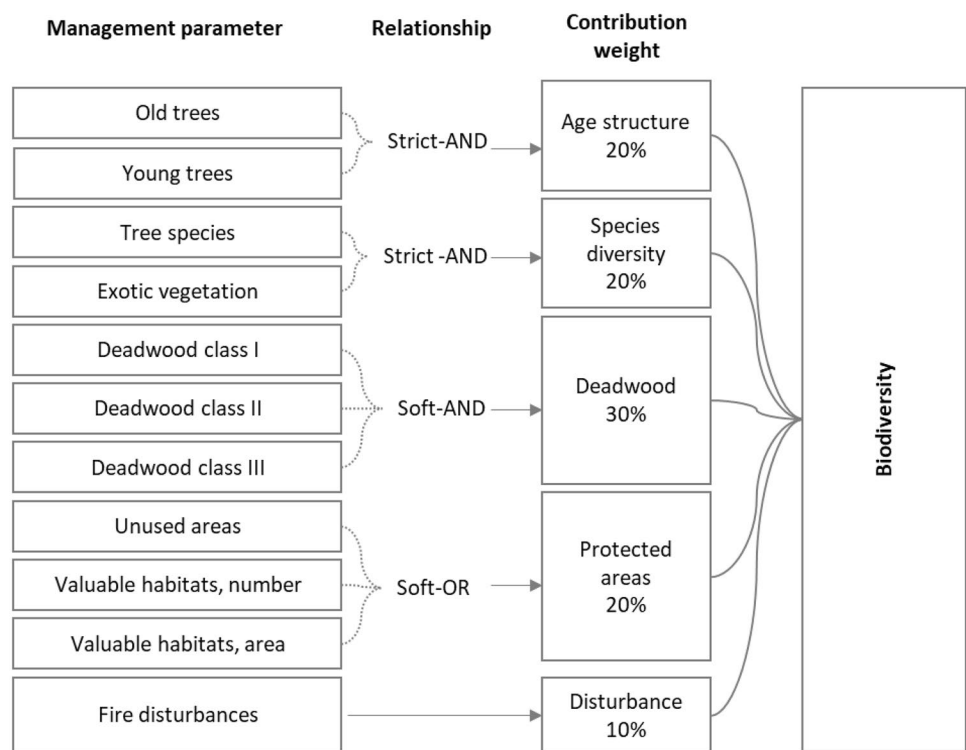 Management parameter
Relationship
Contribution
weight
Old trees
Young trees
Strict-AND
Age structure
20%
Tree species
Exotic vegetation
Strict -AND
Species
diversity
20%
Deadwood class I
Deadwood class II
Deadwood class III
Soft-AND
Deadwood
30%
Unused areas
Valuable habitats, number
Valuable habitats, area
Soft-OR
Protected
areas
20%
Fire disturbances
Disturbance
10%
Biodiversity